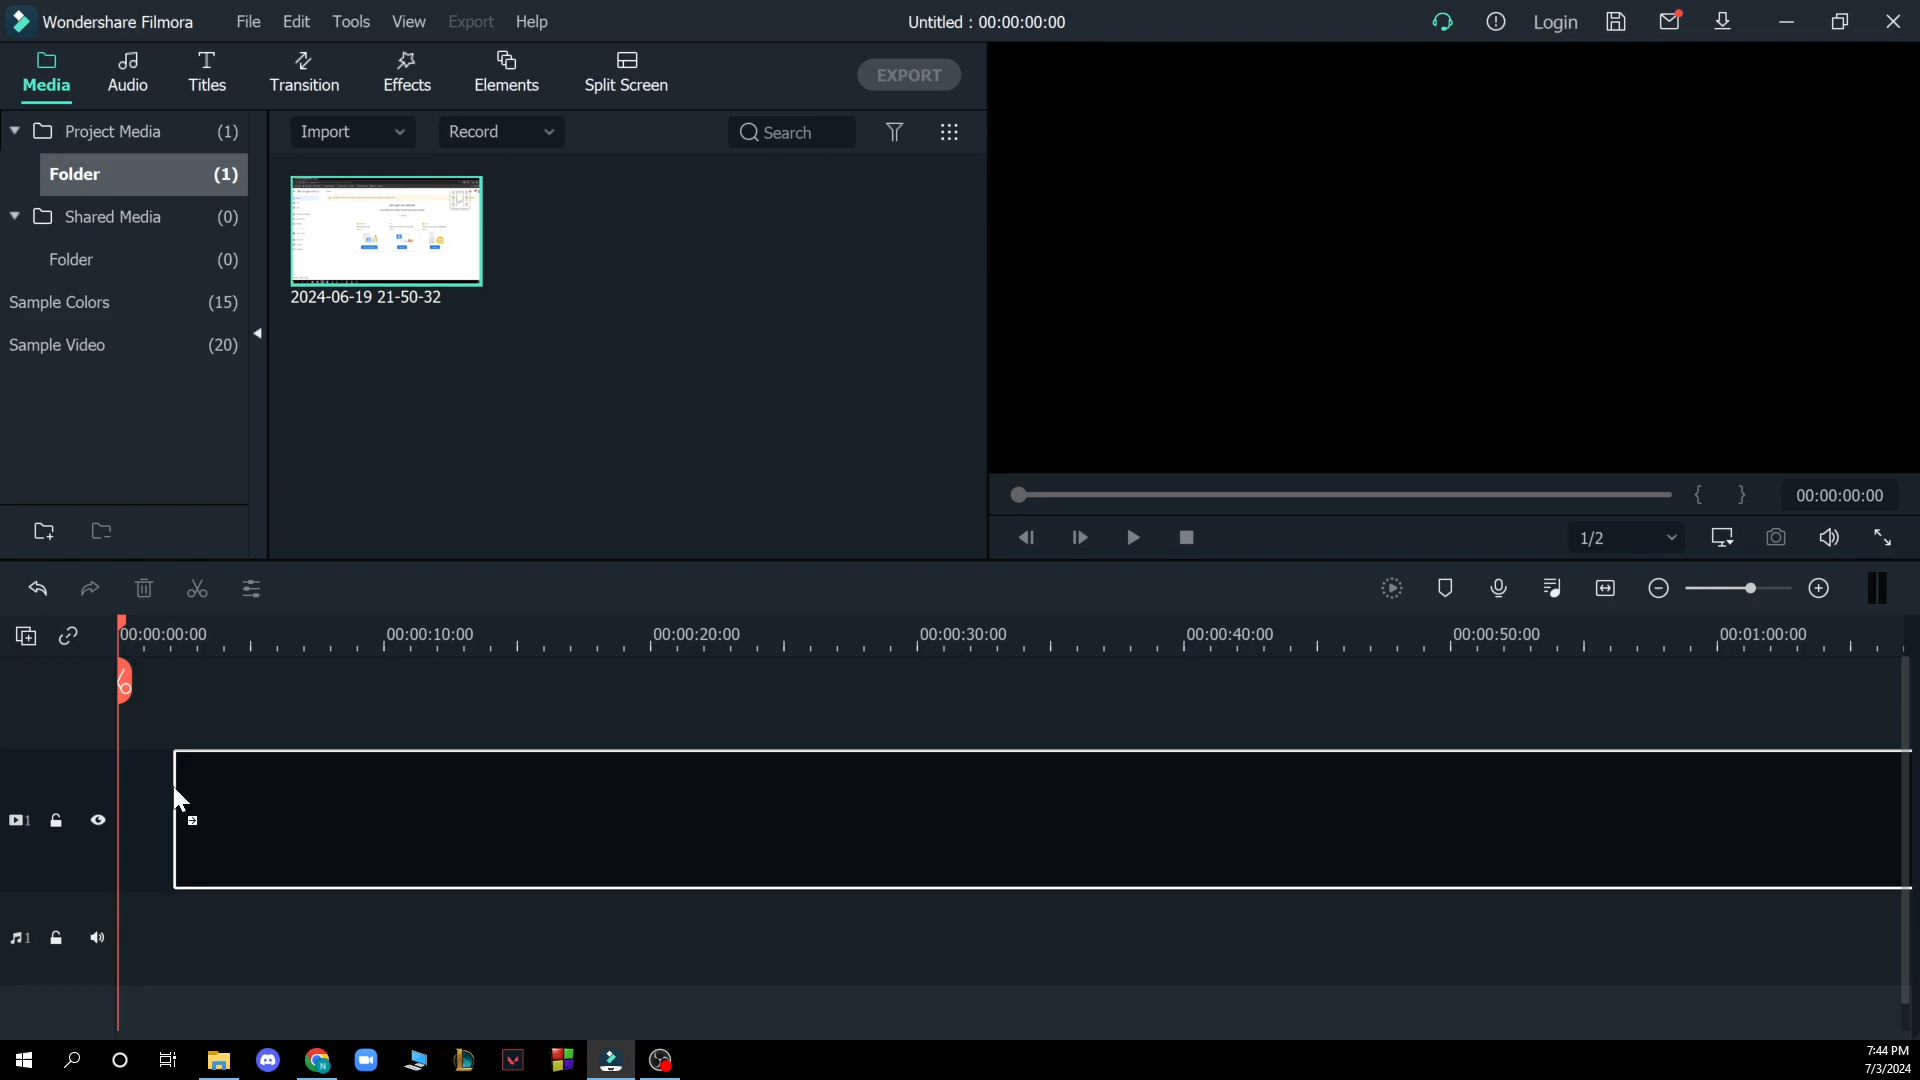 Wondershare Filmora File Edit Tools View Export Help Untitled : 00:00:00:00 Login
Media Audio Titles Transition Effects Elements Split Screen EXPORT
Project Media (1) Import Record Search
Folder (1)
Shared Media (0)
Folder (0)
Sample Colors (15)
Sample Video (20)
2024-06-19 21-50-32
{ } 00:00:00:00
1/2
00:00:00:00 00:00:10:00 00:00:20:00 00:00:30:00 00:00:40:00 00:00:50:00 00:01:00:00
1
1
7:44 PM
7/3/2024